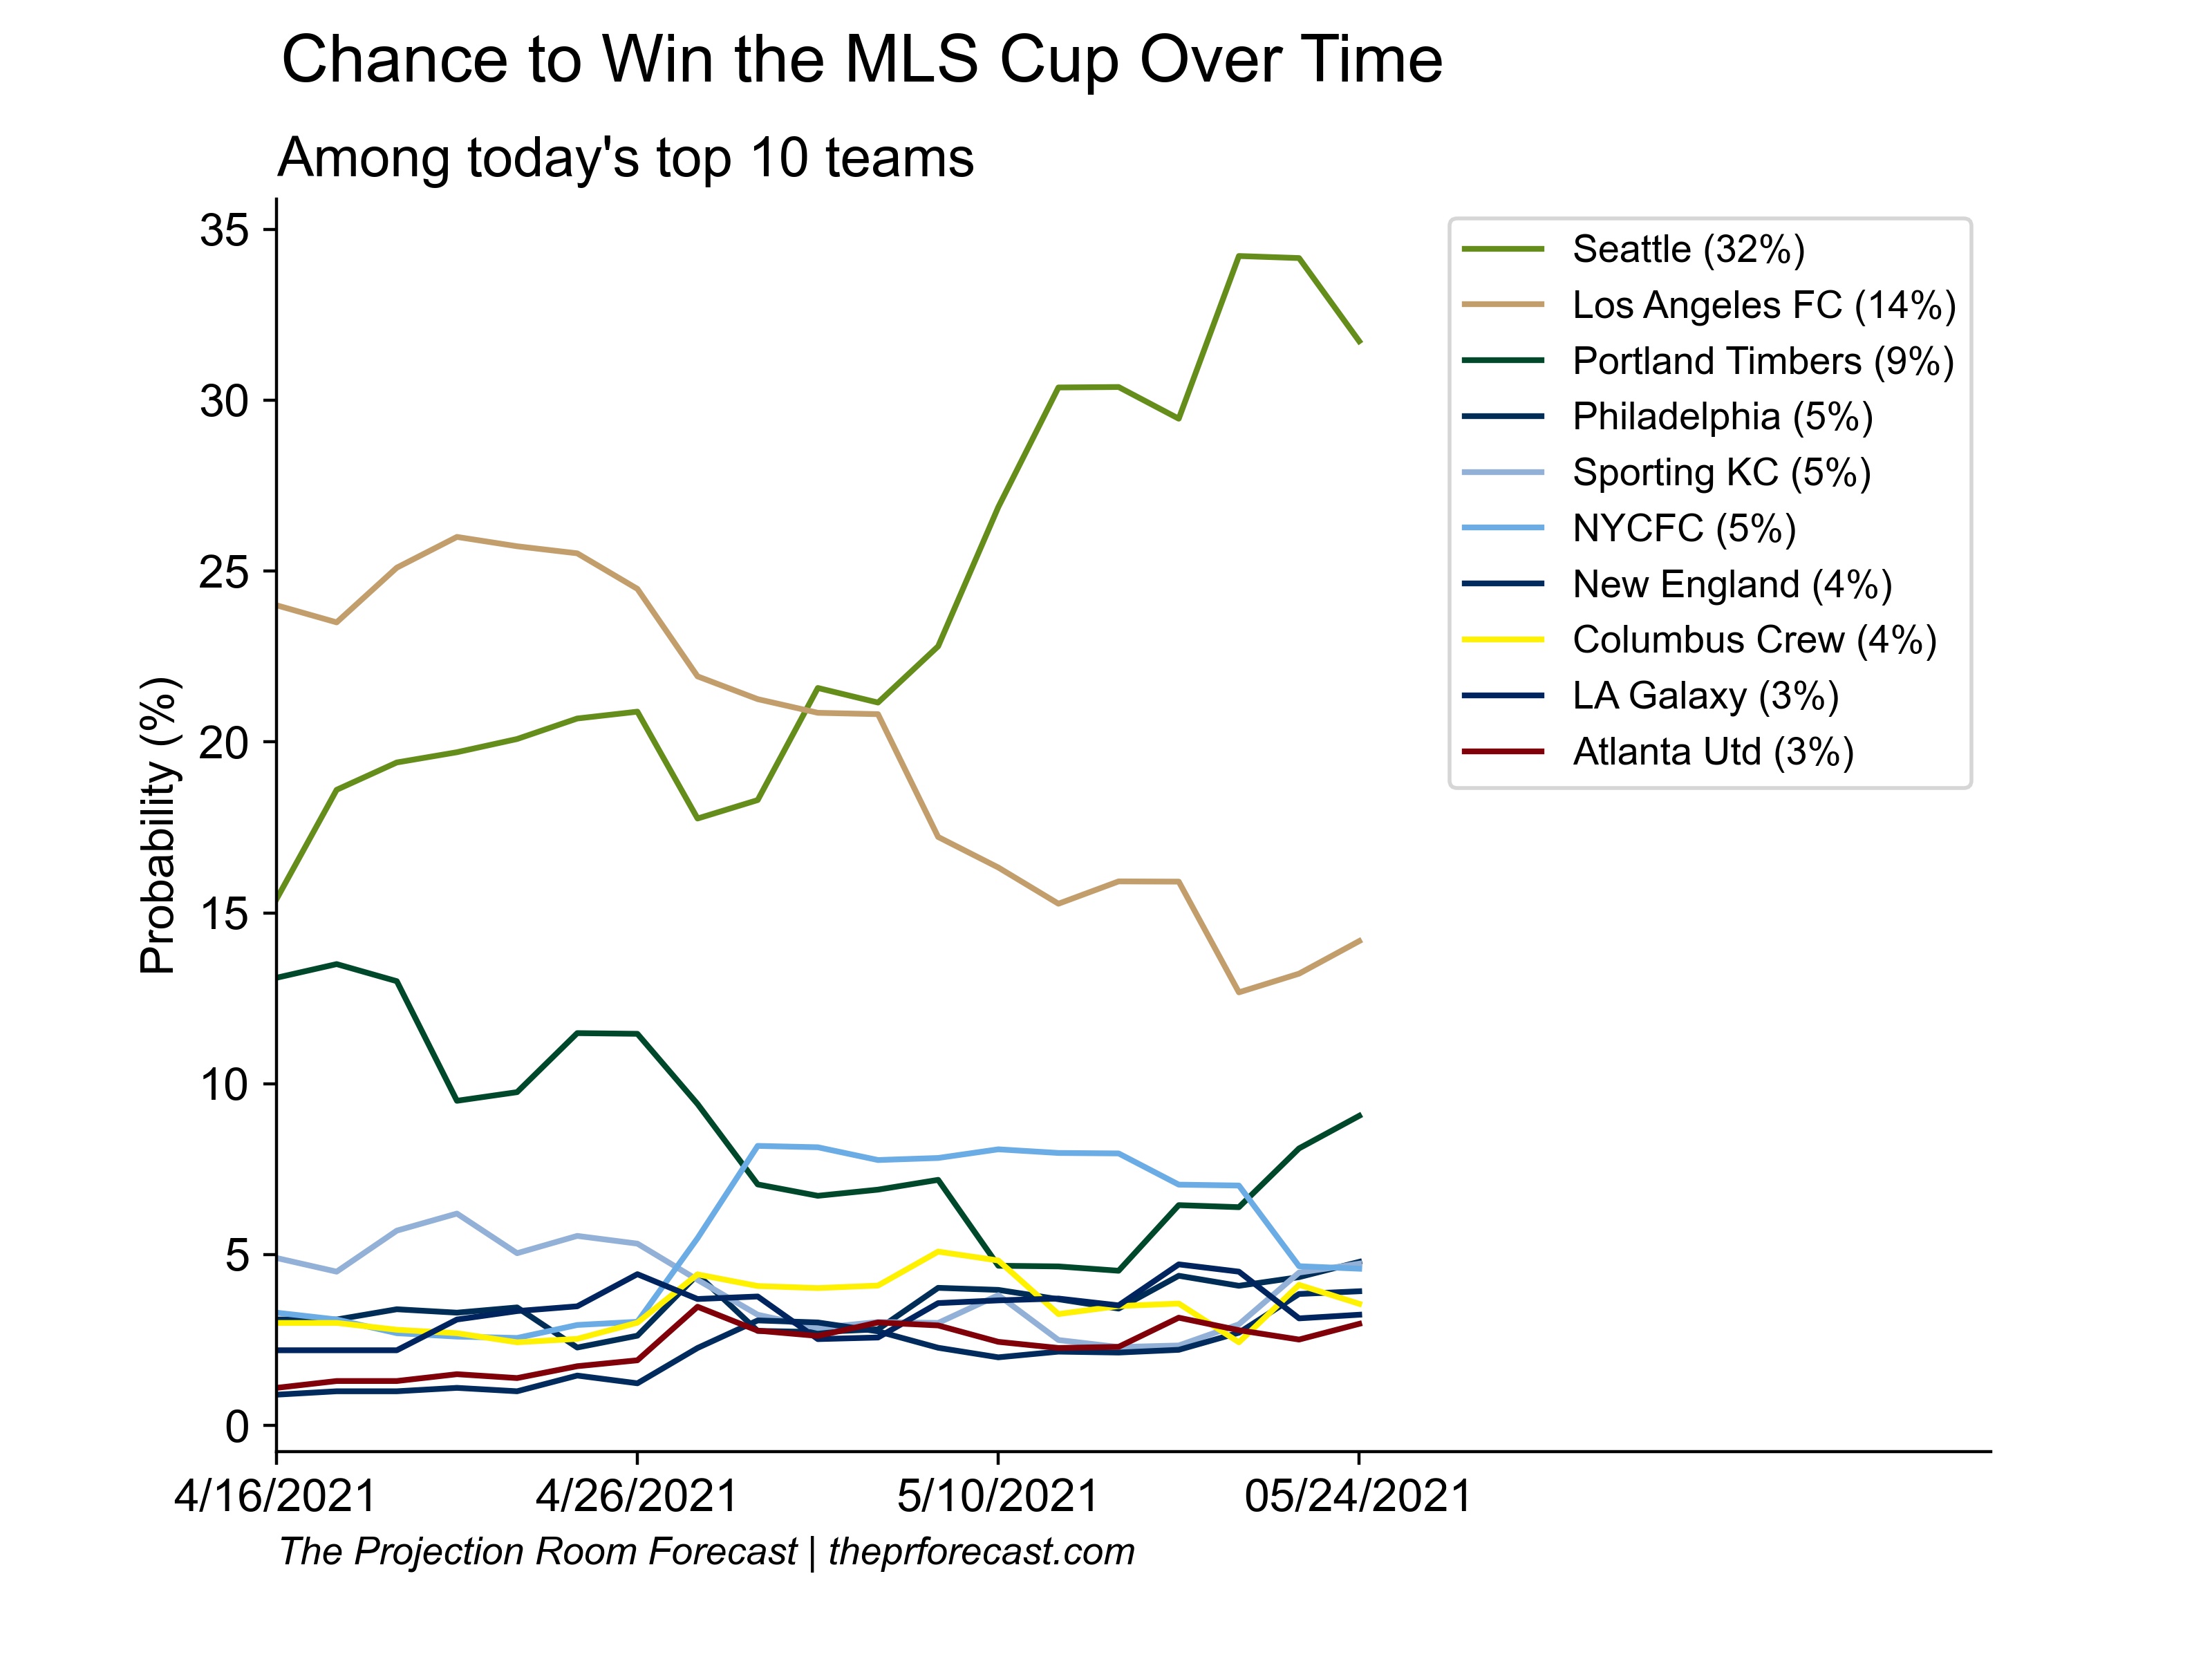 Chance to Win the MLS Cup Over Time
Among today's top 10 teams
35
30
25
20
15
10
5
0
Probability (%)
4/16/2021
4/26/2021
5/10/2021
05/24/2021
Seattle (32%)
Los Angeles FC (14%)
Portland Timbers (9%)
Philadelphia (5%)
Sporting KC (5%)
NYCFC (5%)
New England (4%)
Columbus Crew (4%)
LA Galaxy (3%)
Atlanta Utd (3%)
The Projection Room Forecast | theprforecast.com